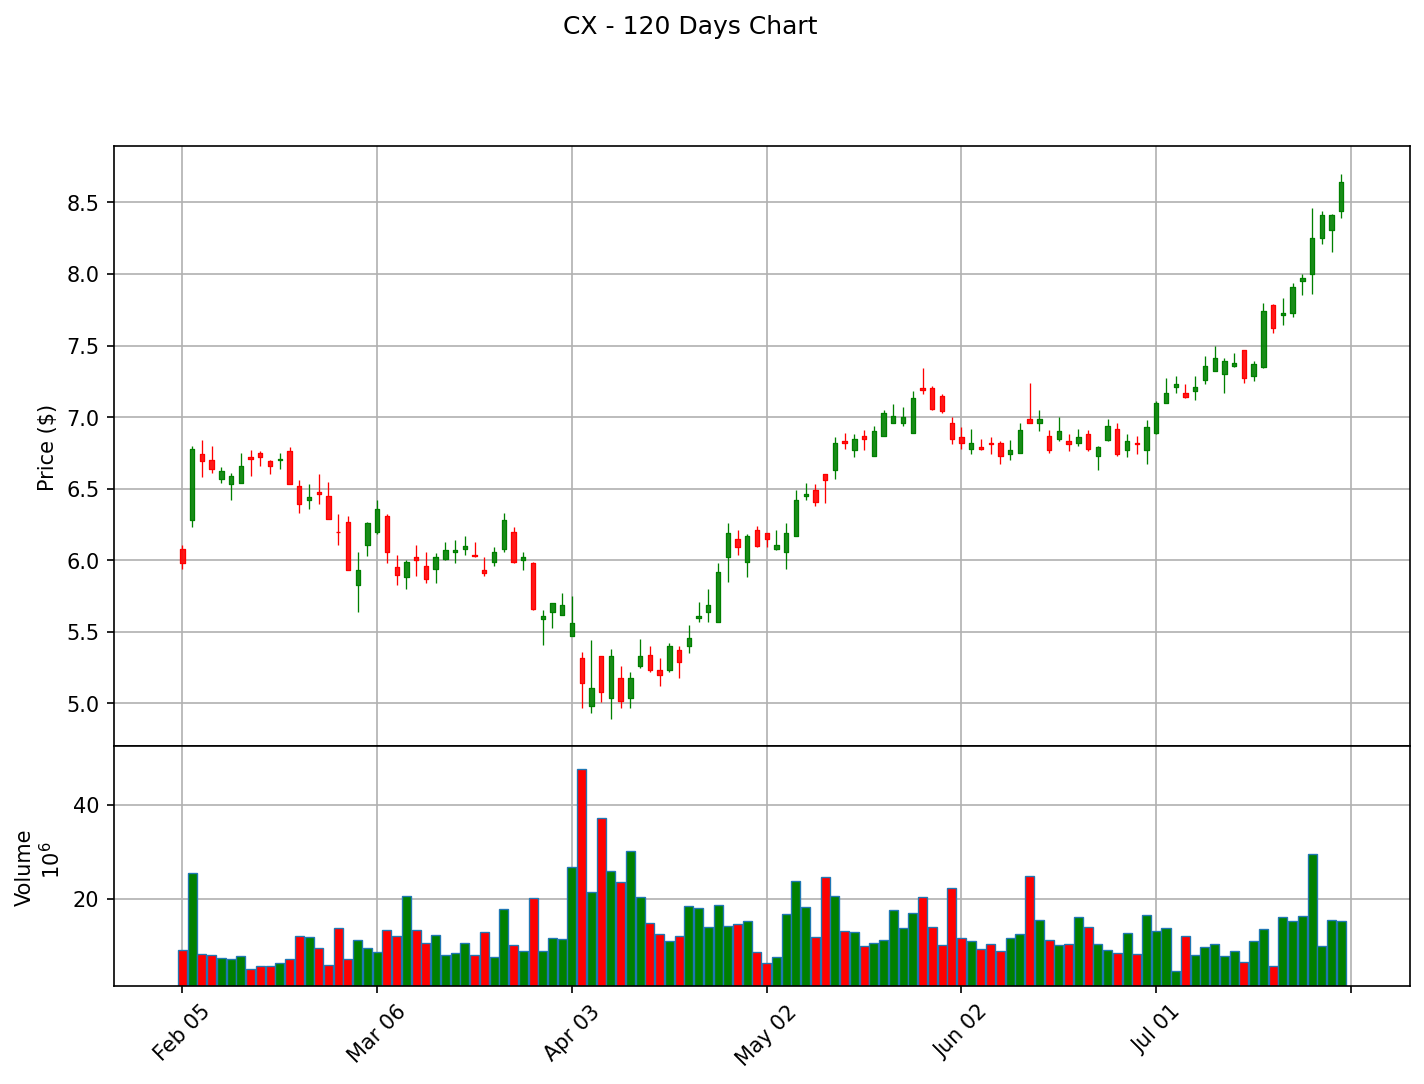 CX - 120 Days Chart
Price ($)
8.5
8.0
7.5
7.0
6.5
6.0
5.5
5.0
Volume
10⁶
40
20
Feb 05
Mar 06
Apr 03
May 02
Jun 02
Jul 01